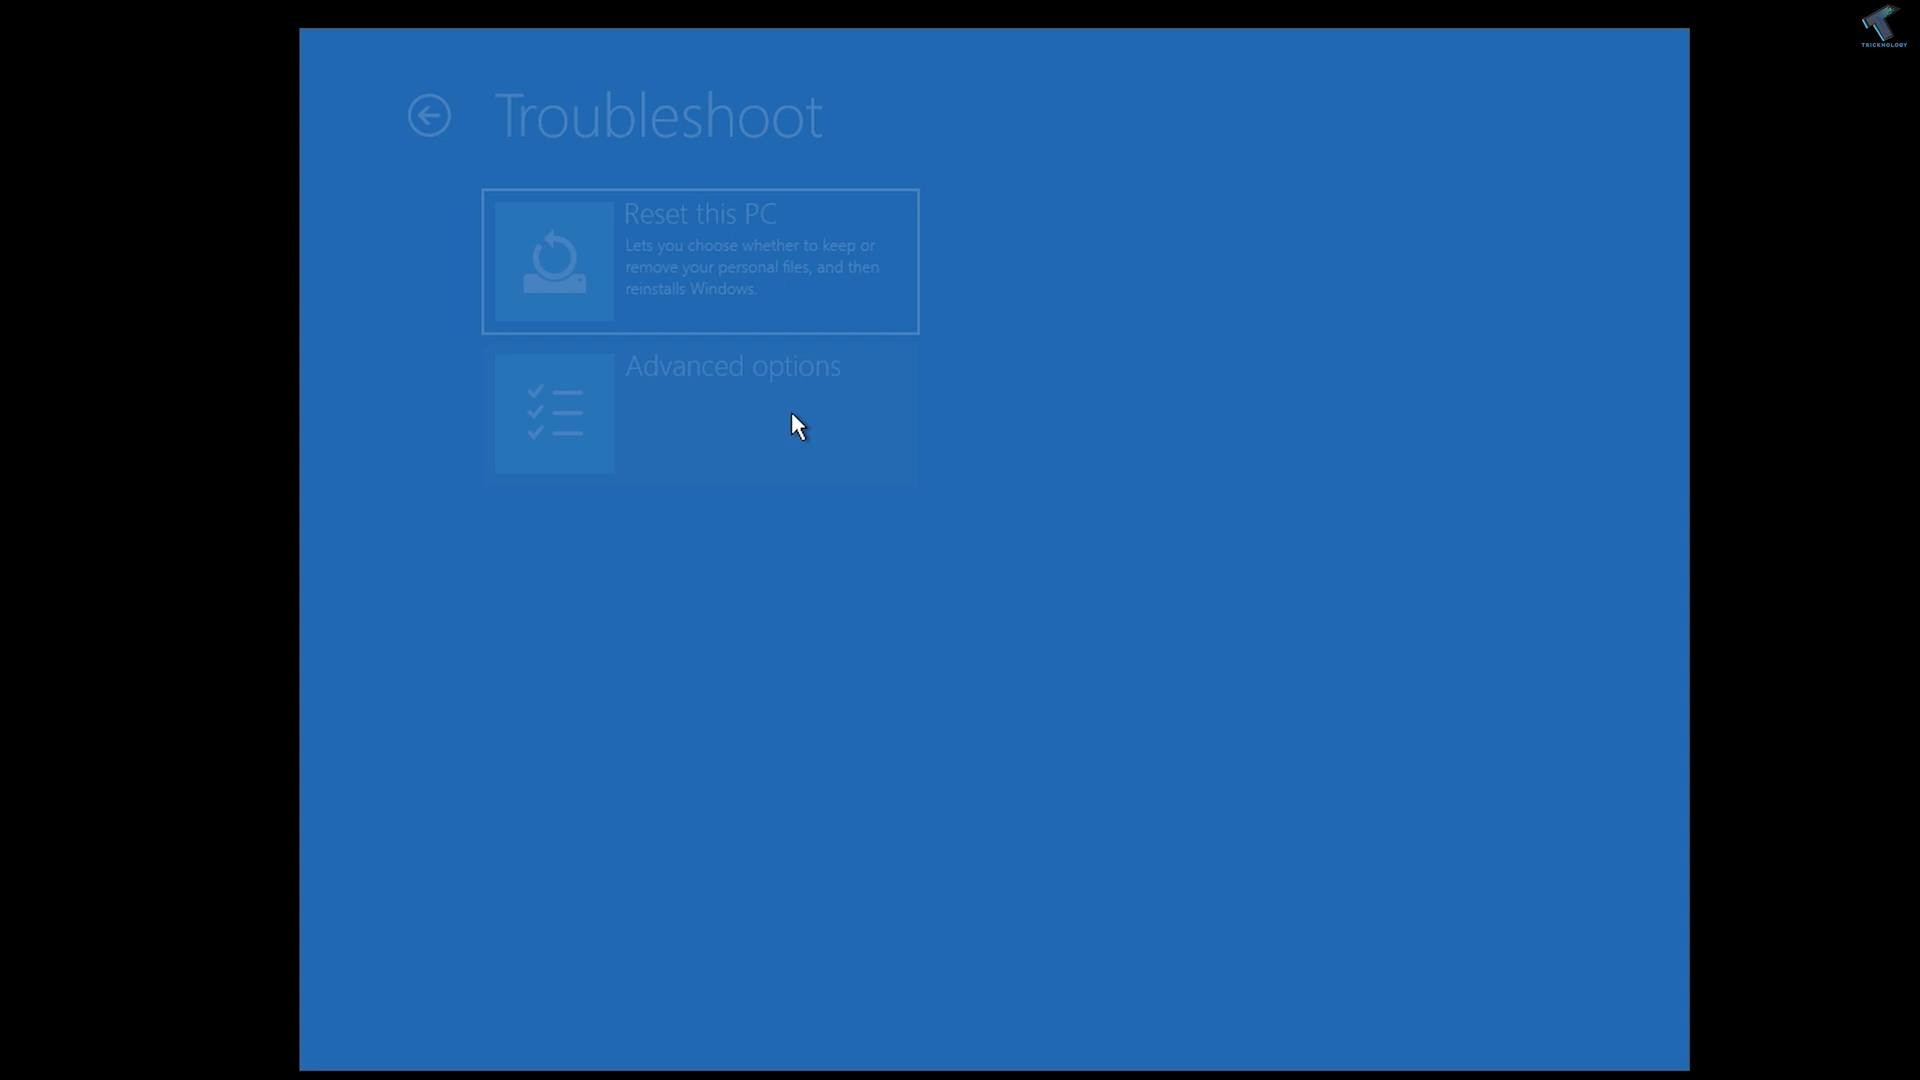 TRICKNOLOGY
Troubleshoot
Reset this PC
Lets you choose whether to keep or
remove your personal files, and then
reinstalls Windows.
Advanced options